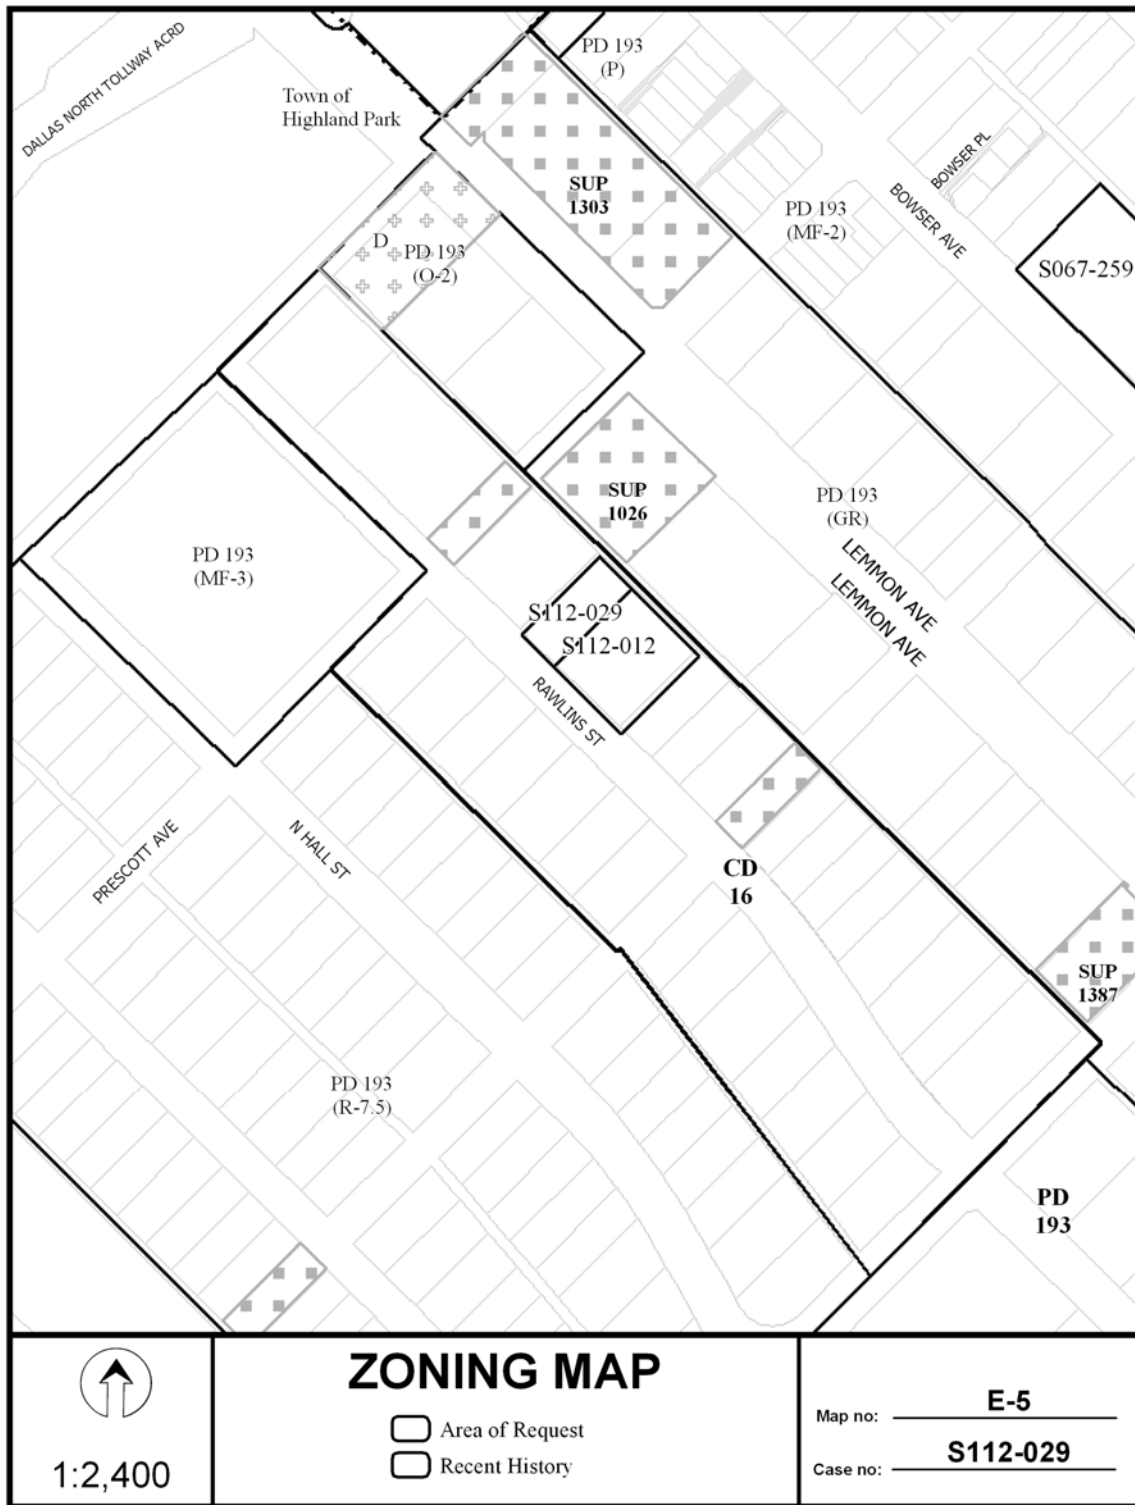 DALLAS NORTH TOLLWAY ACRD
Town of
Highland Park
PD 193
(P)
SUP
1303
PD 193
(MF-2)
BOWSER PL
BOWSER AVE
S067-259
D
PD 193
(O-2)
SUP
1026
PD 193
(GR)
LEMMON AVE
LEMMON AVE
PD 193
(MF-3)
S112-029
S112-012
RAWLINS ST
PRESCOTT AVE
N HALL ST
CD
16
SUP
1387
PD 193
(R-7.5)
PD
193
1:2,400
ZONING MAP
Area of Request
Recent History
Map no: E-5
Case no: S112-029